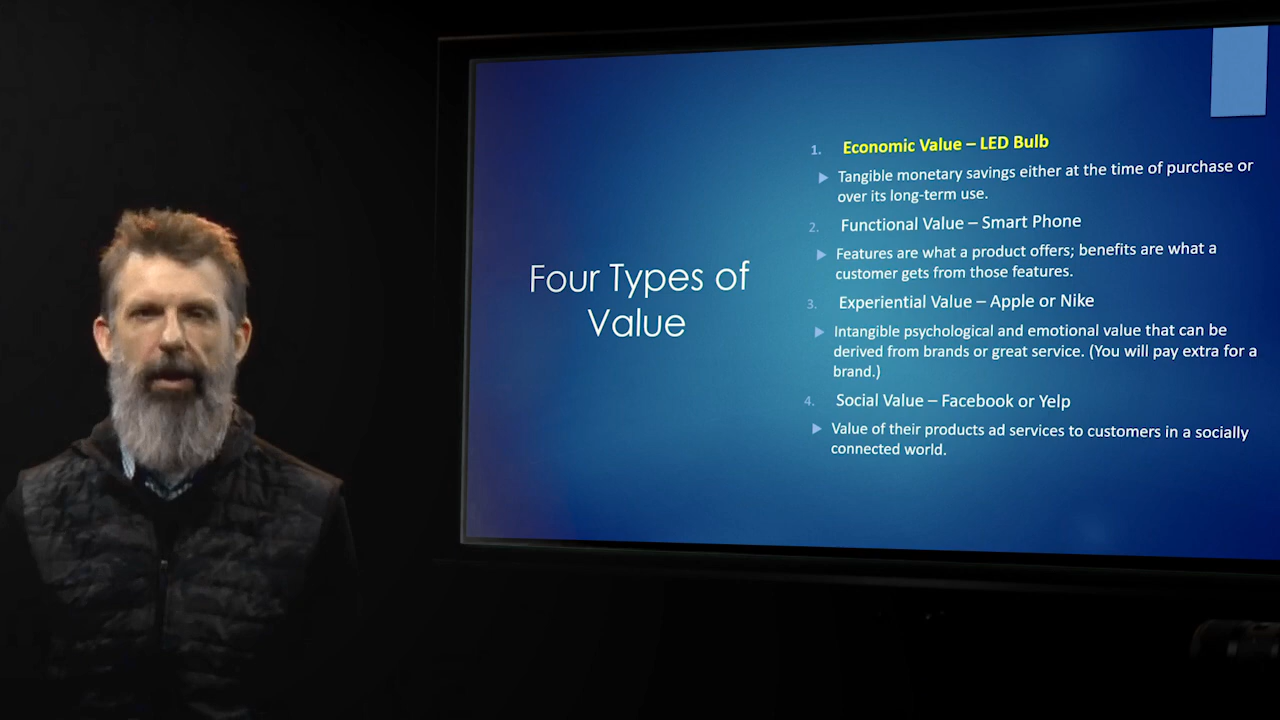 Four Types of
Value
1. Economic Value – LED Bulb
Tangible monetary savings either at the time of purchase or
over its long-term use.
2. Functional Value – Smart Phone
Features are what a product offers; benefits are what a
customer gets from those features.
3. Experiential Value – Apple or Nike
Intangible psychological and emotional value that can be
derived from brands or great service. (You will pay extra for a
brand.)
4. Social Value – Facebook or Yelp
Value of their products ad services to customers in a socially
connected world.